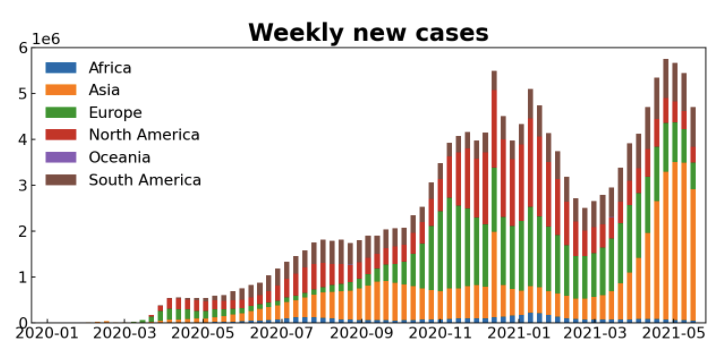 Weekly new cases
1e6
6
5
4
3
2
1
0
Africa
Asia
Europe
North America
Oceania
South America
2020-01 2020-03 2020-05 2020-07 2020-09 2020-11 2021-01 2021-03 2021-05